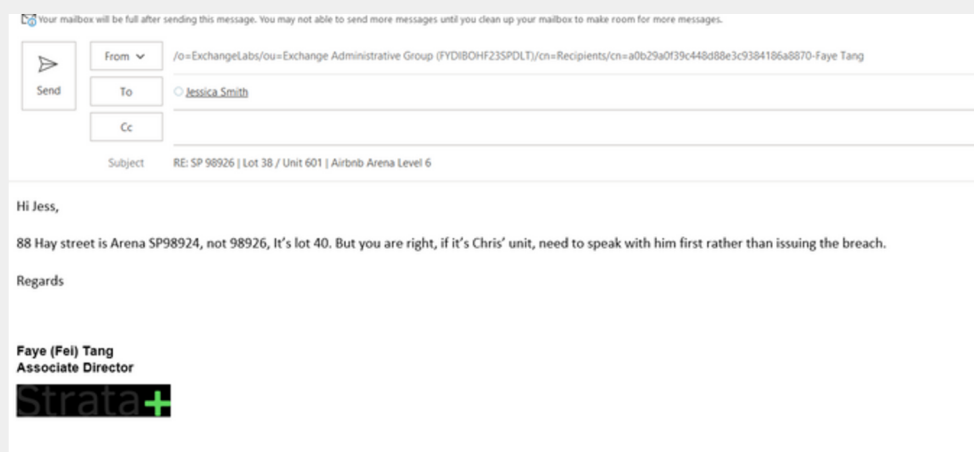 Your mailbox will be full after sending this message. You may not able to send more messages until you clean up your mailbox to make room for more messages.
Send
From
/o=ExchangeLabs/ou=Exchange Administrative Group (FYDIBOHF23SPDLT)/cn=Recipients/cn=a0b29a0f39c448d88e3c9384186a8870-Faye Tang
To
Jessica Smith
Cc
Subject
RE: SP 98926 | Lot 38 / Unit 601 | Airbnb Arena Level 6
Hi Jess,
88 Hay street is Arena SP98924, not 98926, It's lot 40. But you are right, if it's Chris' unit, need to speak with him first rather than issuing the breach.
Regards
Faye (Fei) Tang
Associate Director
Strata+